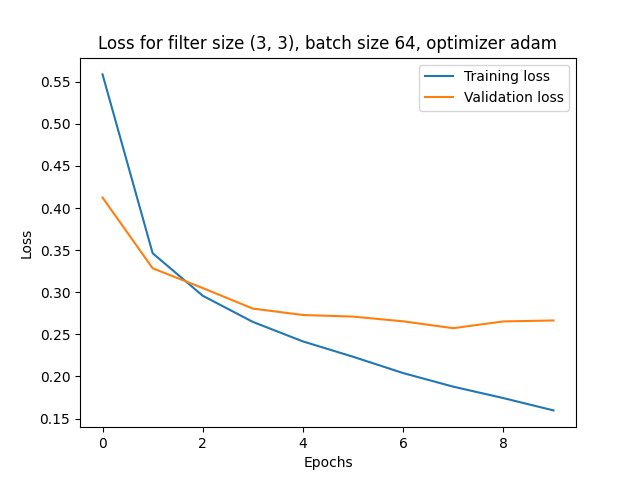 Loss for filter size (3, 3), batch size 64, optimizer adam
Training loss
Validation loss
0.55
0.50
0.45
0.40
0.35
0.30
0.25
0.20
0.15
Loss
0 2 4 6 8
Epochs